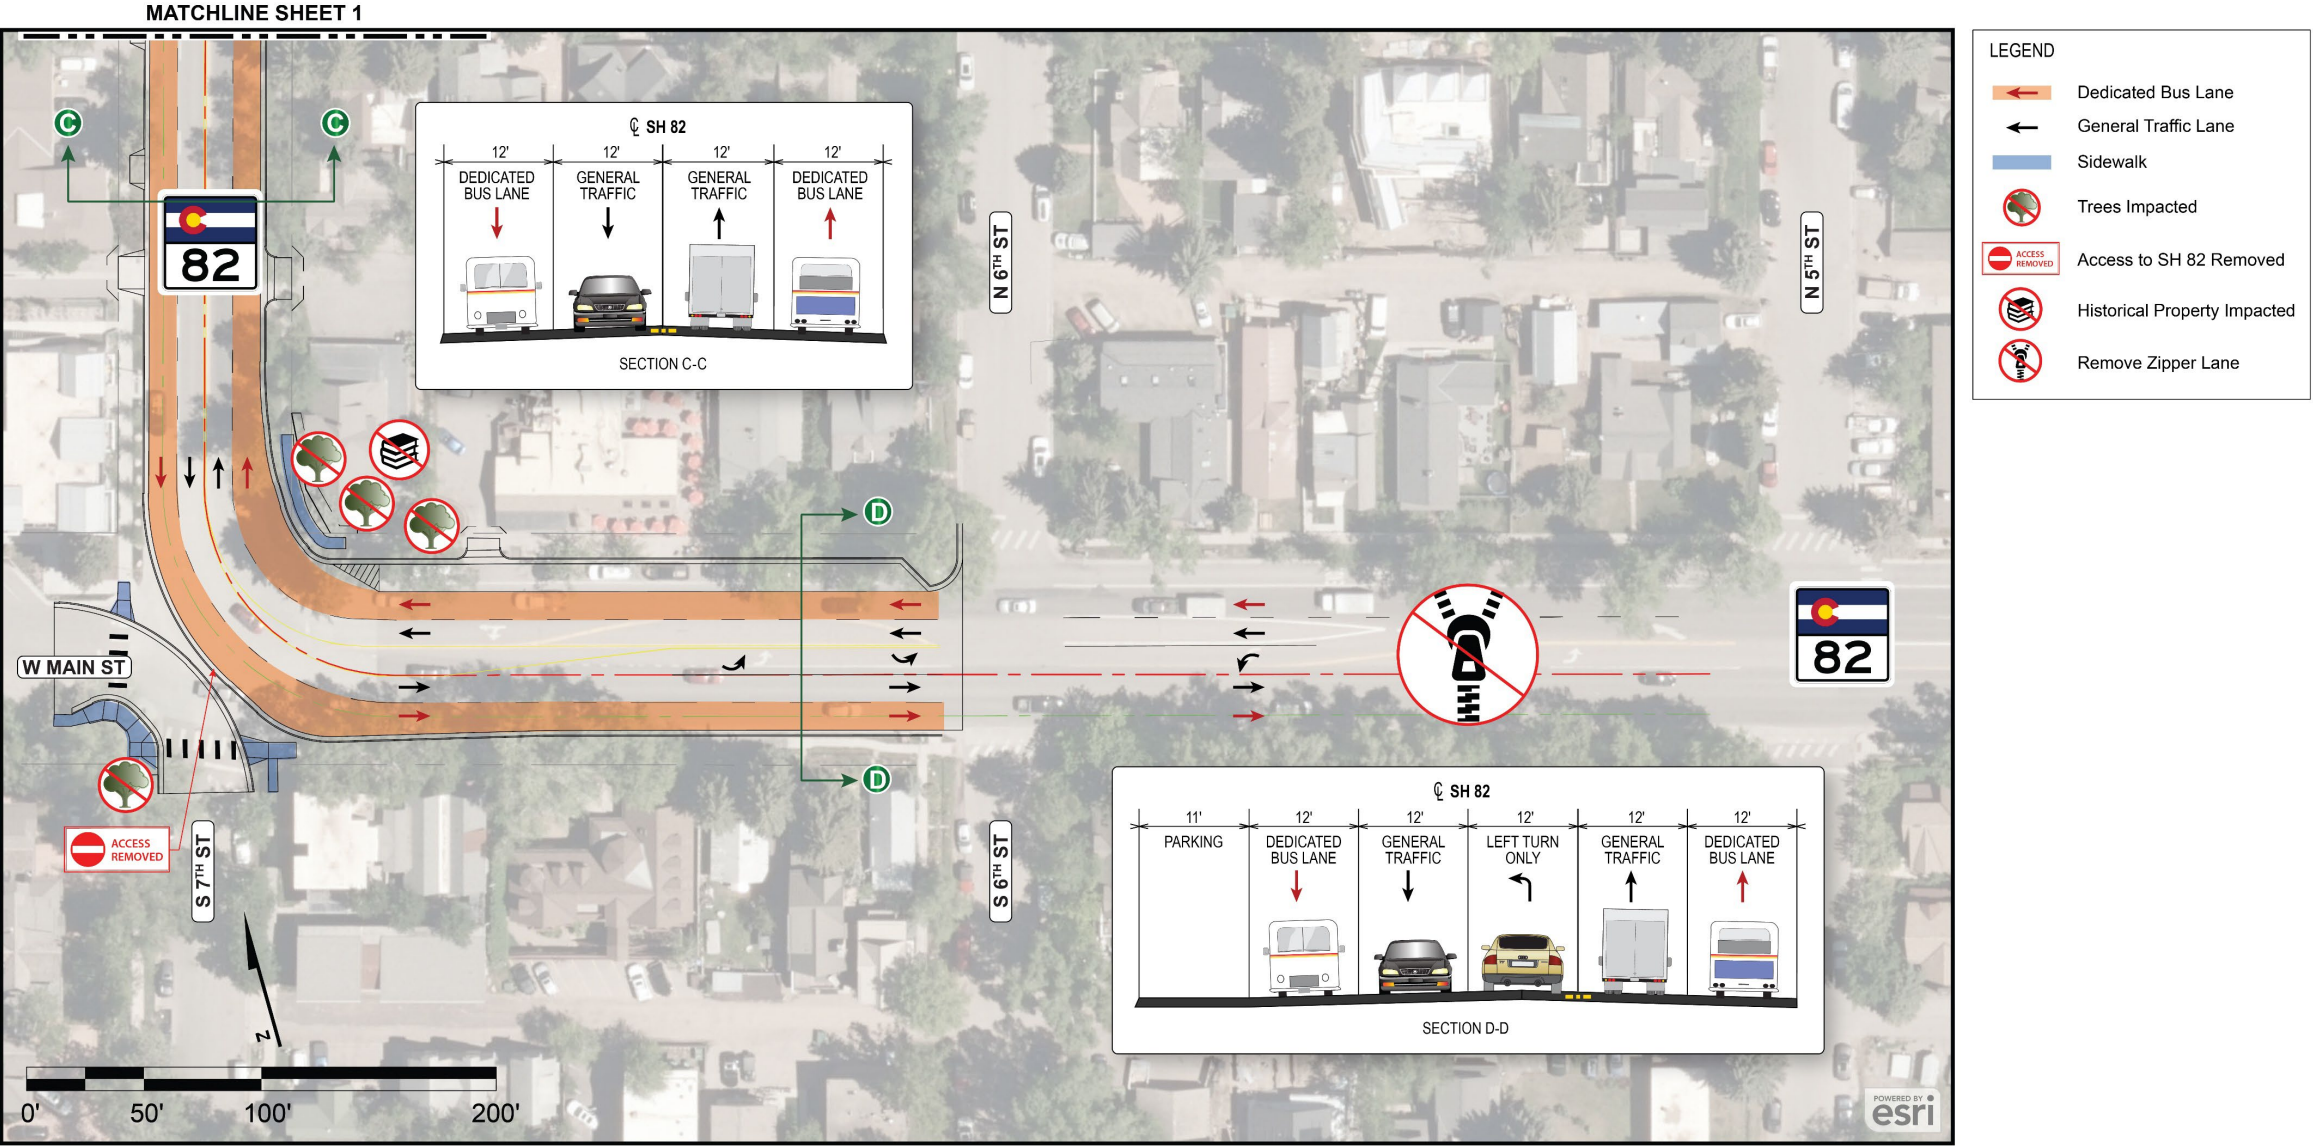 MATCHLINE SHEET 1
C
C
82
℄ SH 82
12' 12' 12' 12'
DEDICATED BUS LANE
GENERAL TRAFFIC
GENERAL TRAFFIC
DEDICATED BUS LANE
SECTION C-C
N 6TH ST
N 5TH ST
LEGEND
Dedicated Bus Lane
General Traffic Lane
Sidewalk
Trees Impacted
ACCESS REMOVED
Access to SH 82 Removed
Historical Property Impacted
Remove Zipper Lane
D
D
82
W MAIN ST
ACCESS
REMOVED
S 7TH ST
S 6TH ST
℄ SH 82
11' 12' 12' 12' 12' 12'
PARKING
DEDICATED BUS LANE
GENERAL TRAFFIC
LEFT TURN ONLY
GENERAL TRAFFIC
DEDICATED BUS LANE
SECTION D-D
N
0' 50' 100' 200'
POWERED BY
esri